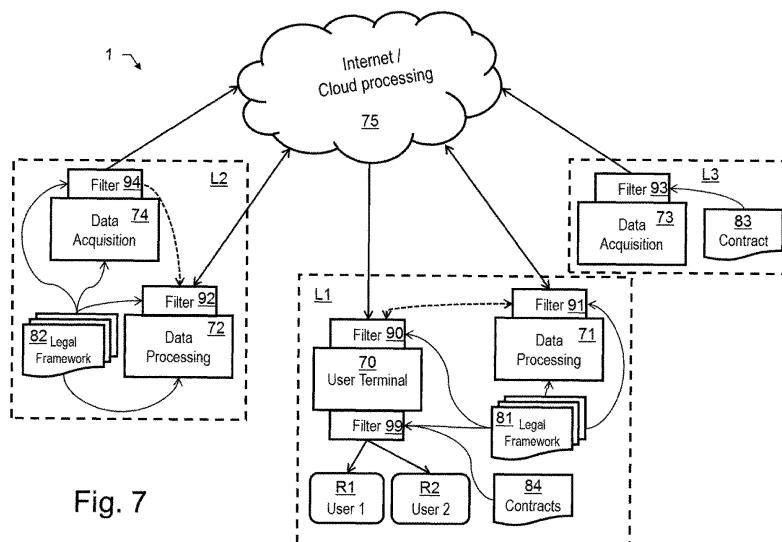 1
Internet /
Cloud processing
75
L2
Filter 94
74
Data
Acquisition
Filter 92
72
Data
Processing
82 Legal
Framework
L3
Filter 93
73
Data
Acquisition
83
Contract
L1
Filter 90
70
User Terminal
Filter 99
Filter 91
71
Data
Processing
81 Legal
Framework
R1
User 1
R2
User 2
84
Contracts
Fig. 7